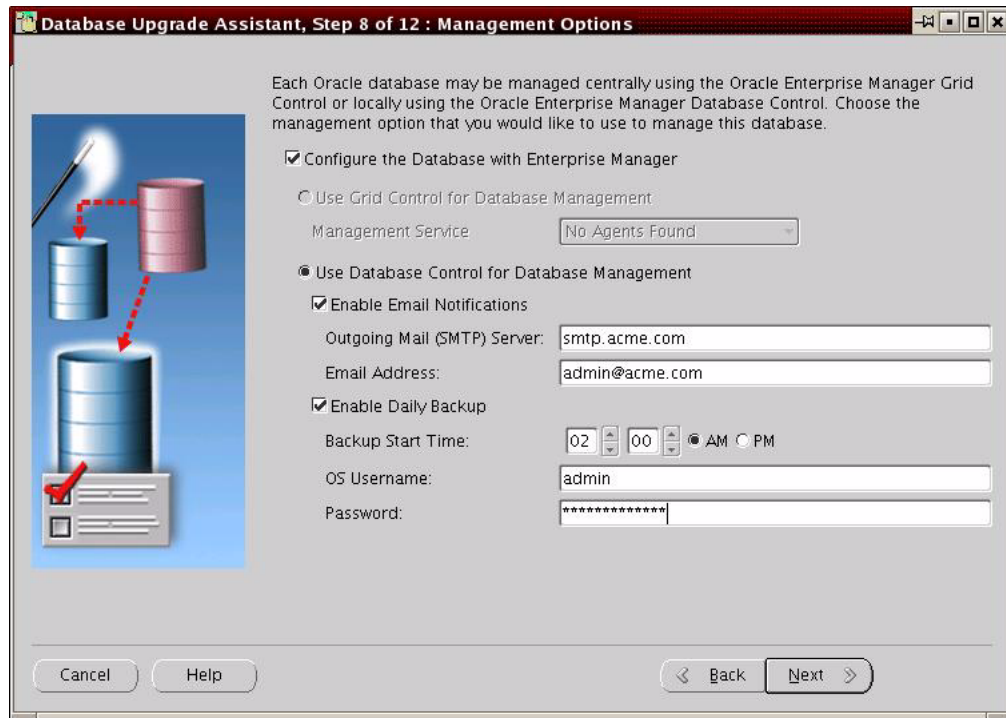 Database Upgrade Assistant, Step 8 of 12 : Management Options
Each Oracle database may be managed centrally using the Oracle Enterprise Manager Grid
Control or locally using the Oracle Enterprise Manager Database Control. Choose the
management option that you would like to use to manage this database.
Configure the Database with Enterprise Manager
Use Grid Control for Database Management
Management Service No Agents Found
Use Database Control for Database Management
Enable Email Notifications
Outgoing Mail (SMTP) Server: smtp.acme.com
Email Address: admin@acme.com
Enable Daily Backup
Backup Start Time: 02 00 AM PM
OS Username: admin
Password: *************
Cancel Help Back Next